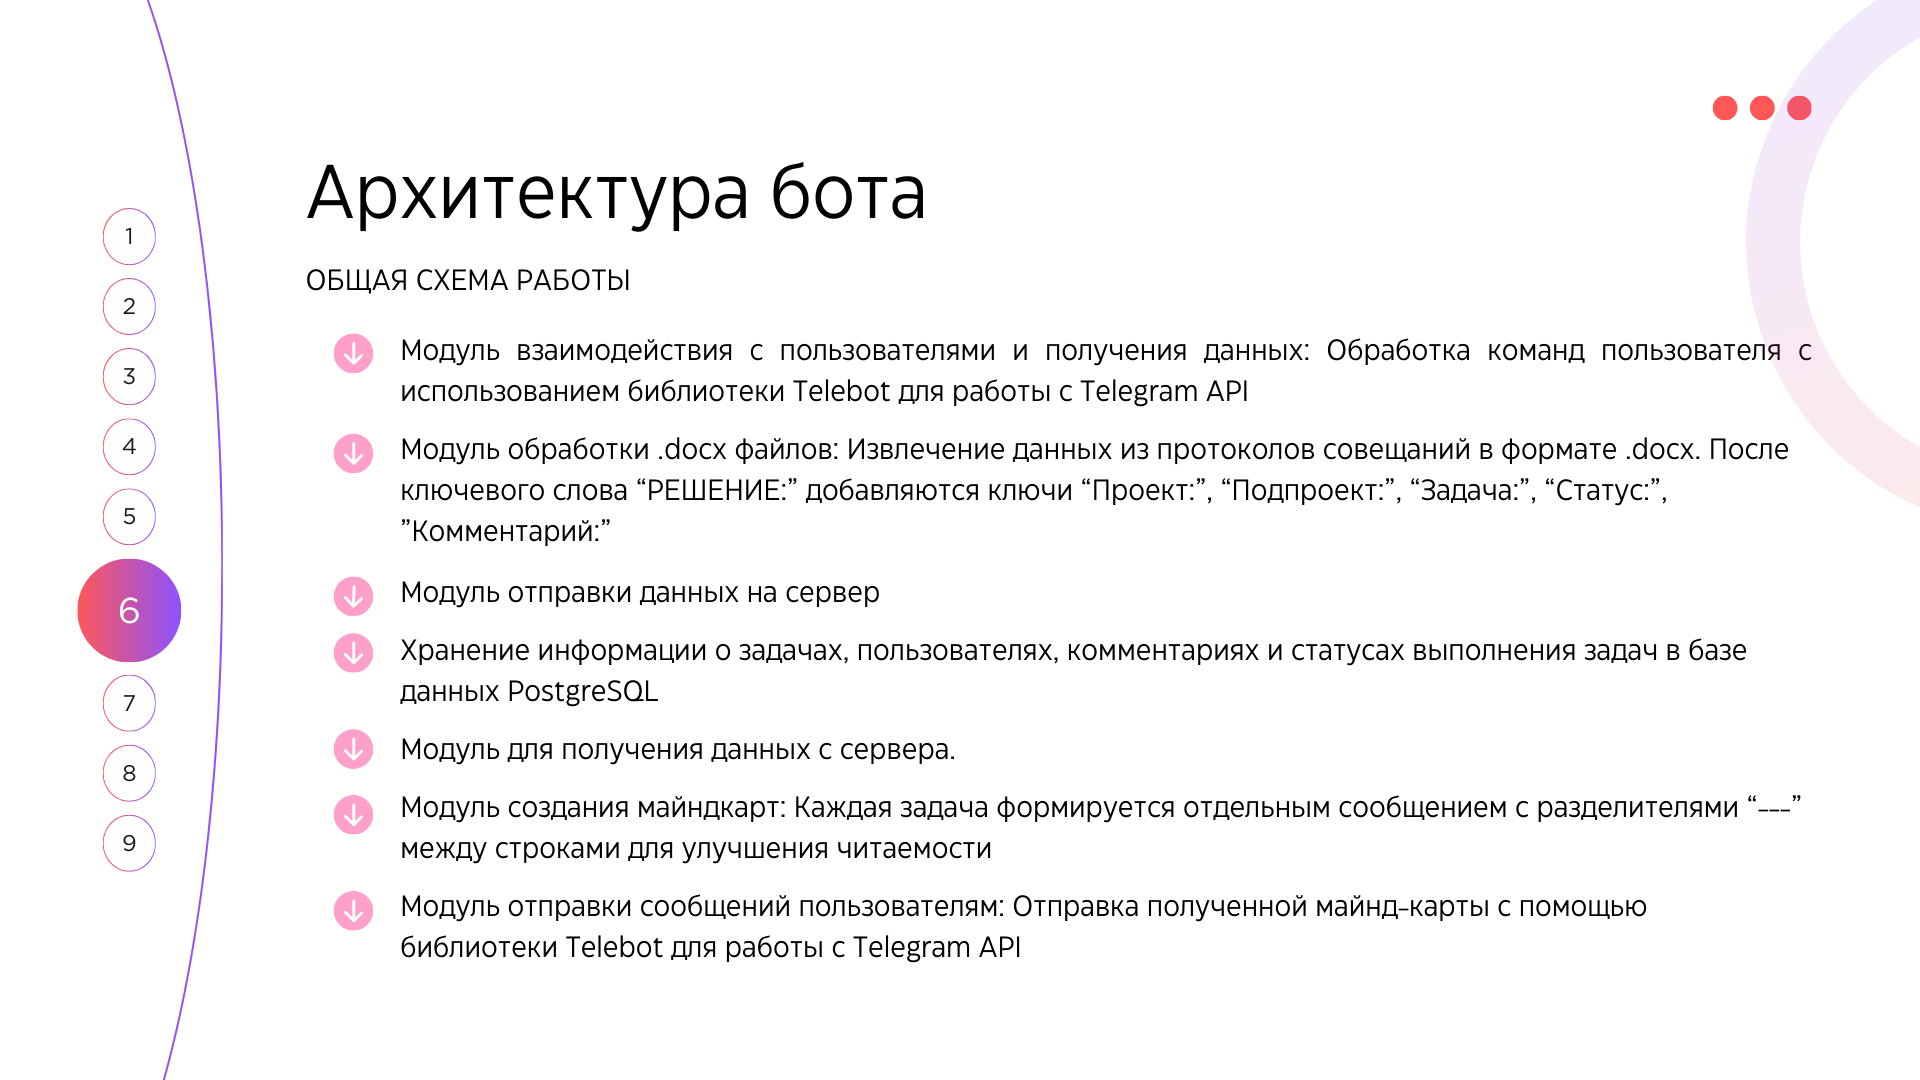 Архитектура бота
ОБЩАЯ СХЕМА РАБОТЫ
Модуль взаимодействия с пользователями и получения данных: Обработка команд пользователя с
использованием библиотеки Telebot для работы с Telegram API
Модуль обработки .docx файлов: Извлечение данных из протоколов совещаний в формате .docx. После
ключевого слова “РЕШЕНИЕ:” добавляются ключи “Проект:”, “Подпроект:”, “Задача:”, “Статус:”,
”Комментарий:”
Модуль отправки данных на сервер
Хранение информации о задачах, пользователях, комментариях и статусах выполнения задач в базе
данных PostgreSQL
Модуль для получения данных с сервера.
Модуль создания майндкарт: Каждая задача формируется отдельным сообщением с разделителями “---”
между строками для улучшения читаемости
Модуль отправки сообщений пользователям: Отправка полученной майнд-карты с помощью
библиотеки Telebot для работы с Telegram API
1
2
3
4
5
6
7
8
9